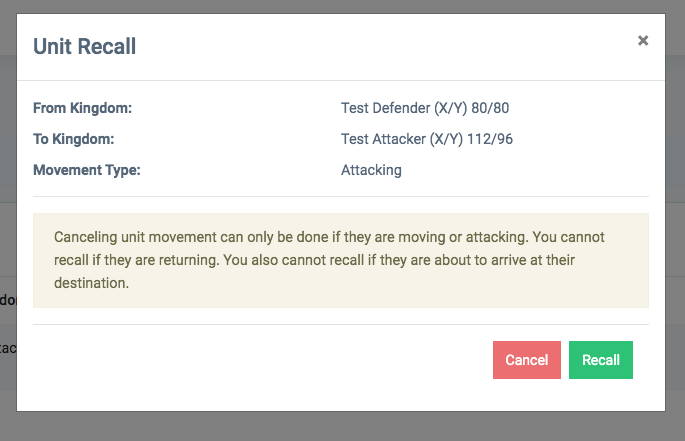 Unit Recall
×
From Kingdom: Test Defender (X/Y) 80/80
To Kingdom: Test Attacker (X/Y) 112/96
Movement Type: Attacking
Canceling unit movement can only be done if they are moving or attacking. You cannot
recall if they are returning. You also cannot recall if they are about to arrive at their
destination.
Cancel Recall